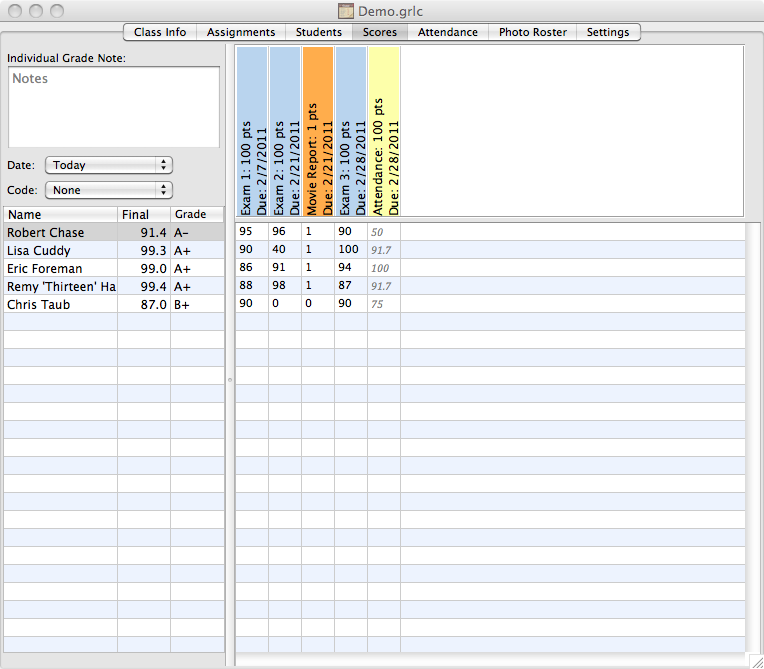 Demo.grlc
Class Info Assignments Students Scores Attendance Photo Roster Settings
Individual Grade Note:
Notes
Date: Today
Code: None
Exam 1: 100 pts
Due: 2/7/2011
Exam 2: 100 pts
Due: 2/21/2011
Movie Report: 1 pts
Due: 2/21/2011
Exam 3: 100 pts
Due: 2/28/2011
Attendance: 100 pts
Due: 2/28/2011
Name Final Grade
Robert Chase 91.4 A- 95 96 1 90 50
Lisa Cuddy 99.3 A+ 90 40 1 100 91.7
Eric Foreman 99.0 A+ 86 91 1 94 100
Remy 'Thirteen' Ha 99.4 A+ 88 98 1 87 91.7
Chris Taub 87.0 B+ 90 0 0 90 75